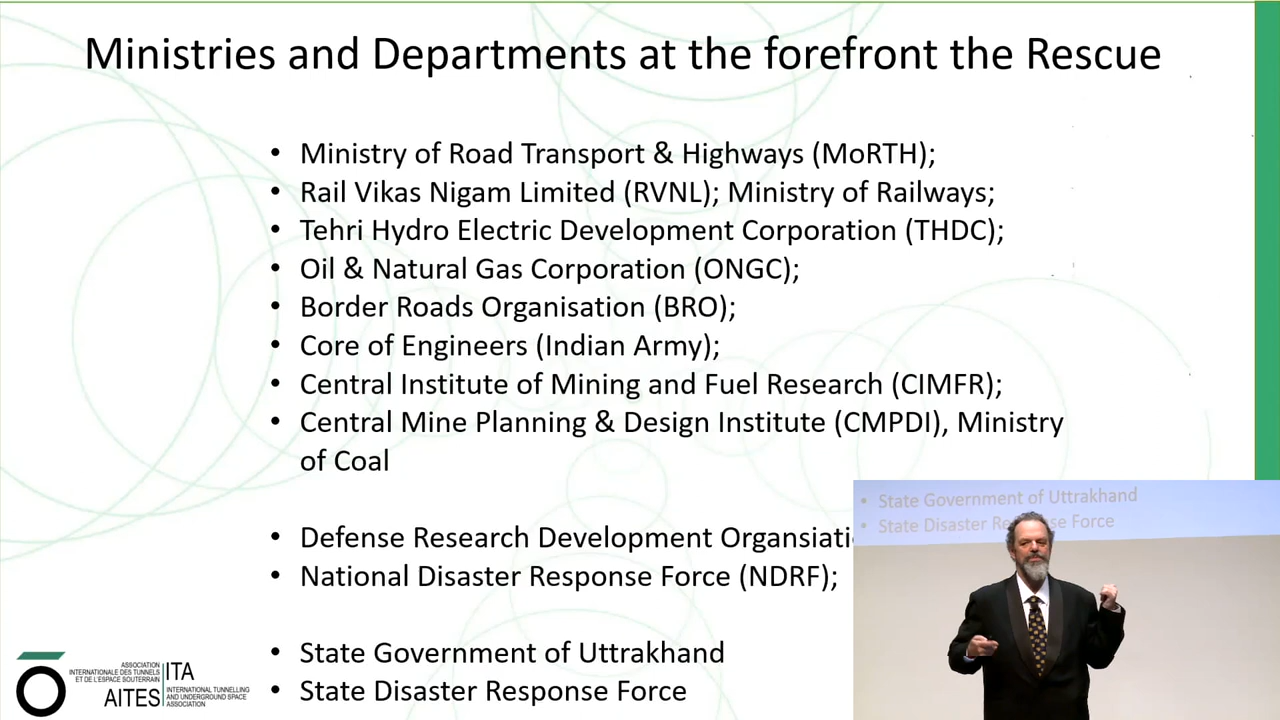 Ministries and Departments at the forefront the Rescue
• Ministry of Road Transport & Highways (MoRTH);
• Rail Vikas Nigam Limited (RVNL); Ministry of Railways;
• Tehri Hydro Electric Development Corporation (THDC);
• Oil & Natural Gas Corporation (ONGC);
• Border Roads Organisation (BRO);
• Core of Engineers (Indian Army);
• Central Institute of Mining and Fuel Research (CIMFR);
• Central Mine Planning & Design Institute (CMPDI), Ministry
of Coal
• Defense Research Development Organsiati
• National Disaster Response Force (NDRF);
• State Government of Uttrakhand
• State Disaster Response Force
• State Government of Uttrakhand
• State Disaster Force
ASSOCIATION
INTERNATIONALE DES TUNNELS
ET DE L'ESPACE SOUTERRAIN
AITES
ITA
INTERNATIONAL TUNNELLING
AND UNDERGROUND SPACE
ASSOCIATION